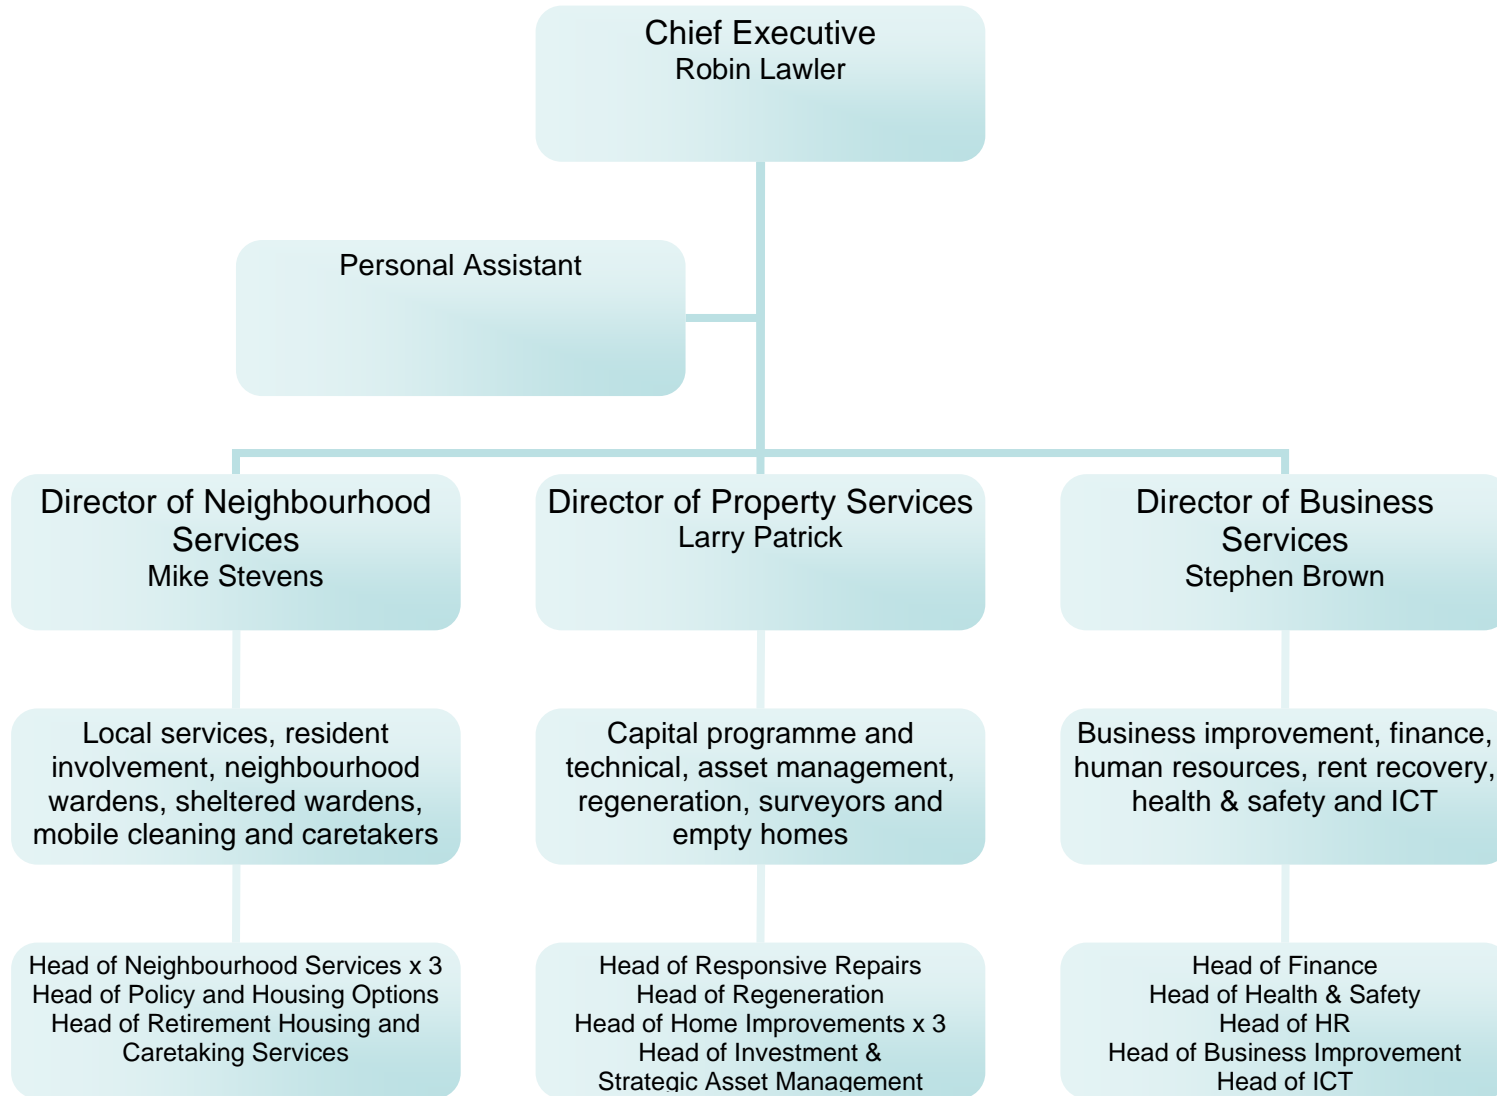 Chief Executive
Robin Lawler
Personal Assistant
Director of Neighbourhood
Services
Mike Stevens
Director of Property Services
Larry Patrick
Director of Business
Services
Stephen Brown
Local services, resident
involvement, neighbourhood
wardens, sheltered wardens,
mobile cleaning and caretakers
Capital programme and
technical, asset management,
regeneration, surveyors and
empty homes
Business improvement, finance,
human resources, rent recovery,
health & safety and ICT
Head of Neighbourhood Services x 3
Head of Policy and Housing Options
Head of Retirement Housing and
Caretaking Services
Head of Responsive Repairs
Head of Regeneration
Head of Home Improvements x 3
Head of Investment &
Strategic Asset Management
Head of Finance
Head of Health & Safety
Head of HR
Head of Business Improvement
Head of ICT